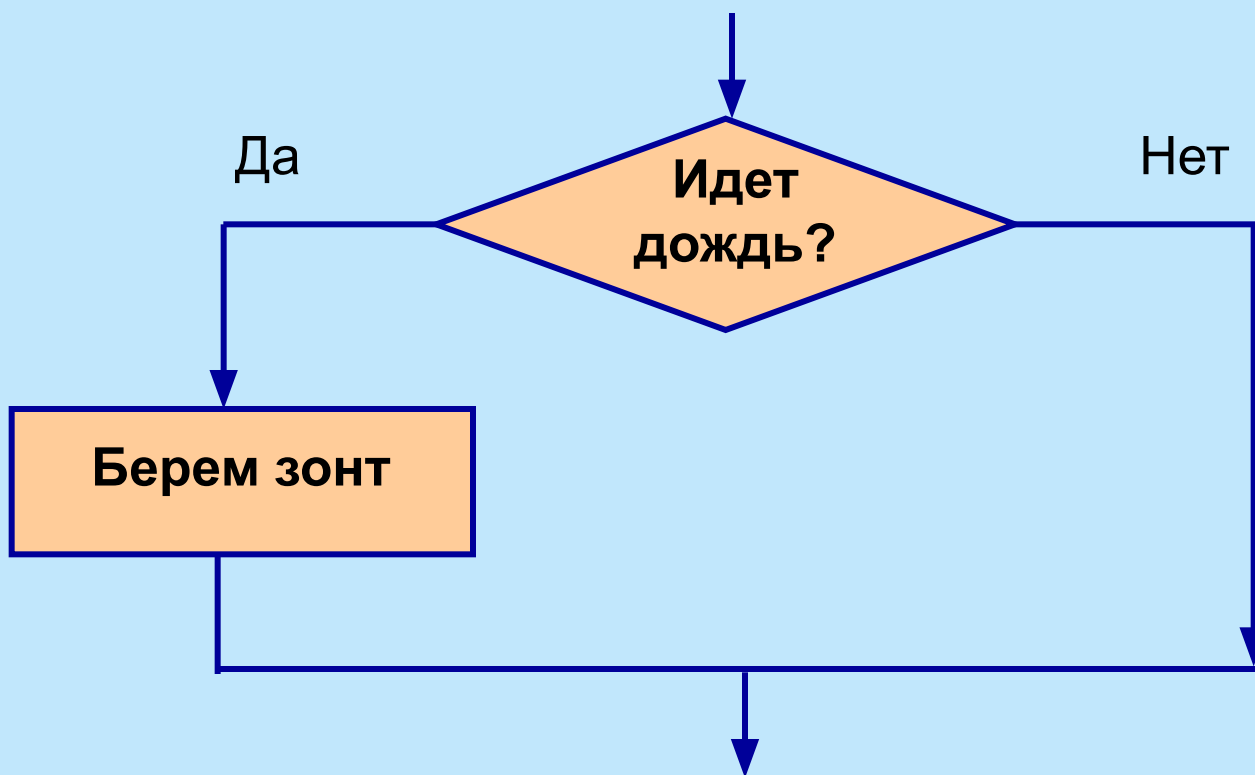 Да
Идет
дождь?
Нет
Берем зонт